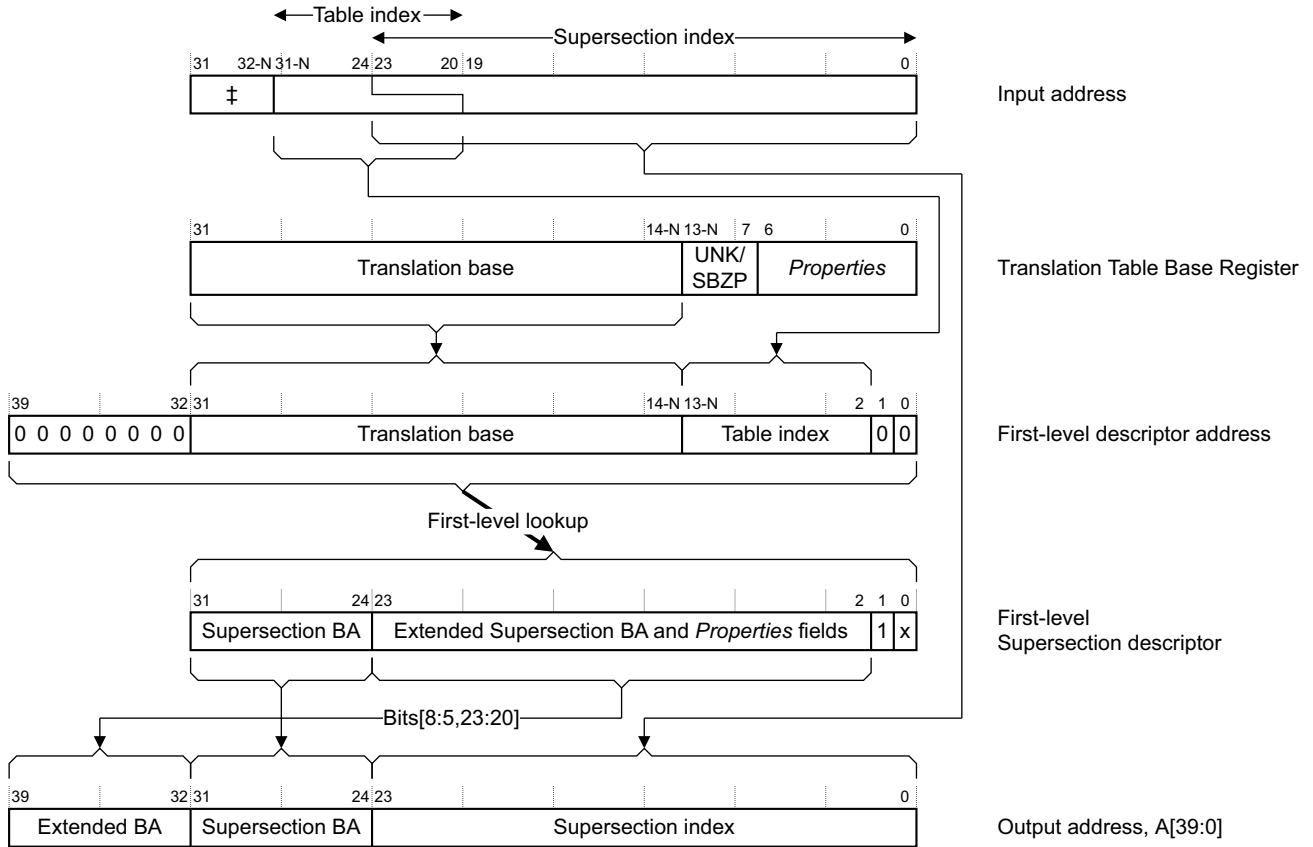 Table index
Supersection index
31 32-N 31-N 24 23 20 19 0
‡
Input address
31 14-N 13-N 7 6 0
Translation base
UNK/
SBZP
Properties
Translation Table Base Register
39 32 31 14-N 13-N 2 1 0
0 0 0 0 0 0 0 0 Translation base Table index 0 0
First-level descriptor address
First-level lookup
31 24 23 2 1 0
Supersection BA Extended Supersection BA and Properties fields 1 x
First-level
Supersection descriptor
Bits[8:5,23:20]
39 32 31 24 23 0
Extended BA Supersection BA Supersection index
Output address, A[39:0]